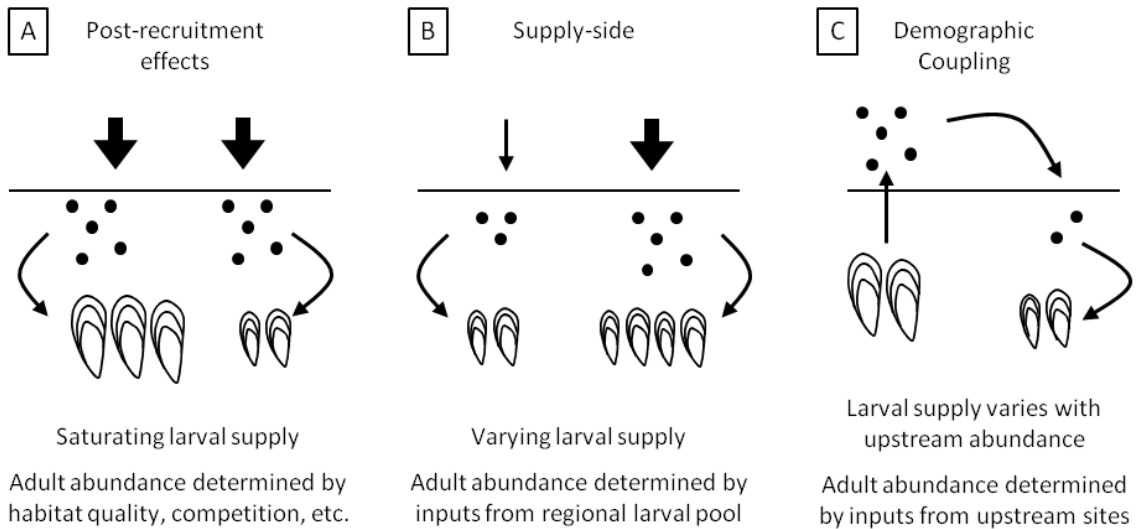 A
Post-recruitment
effects
Saturating larval supply
Adult abundance determined by
habitat quality, competition, etc.
B
Supply-side
Varying larval supply
Adult abundance determined by
inputs from regional larval pool
C
Demographic
Coupling
Larval supply varies with
upstream abundance
Adult abundance determined
by inputs from upstream sites